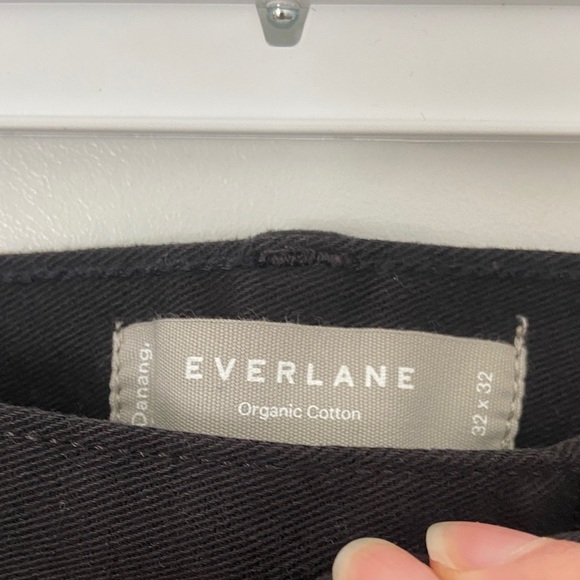 Danang,
EVERLANE
Organic Cotton
32 x 32